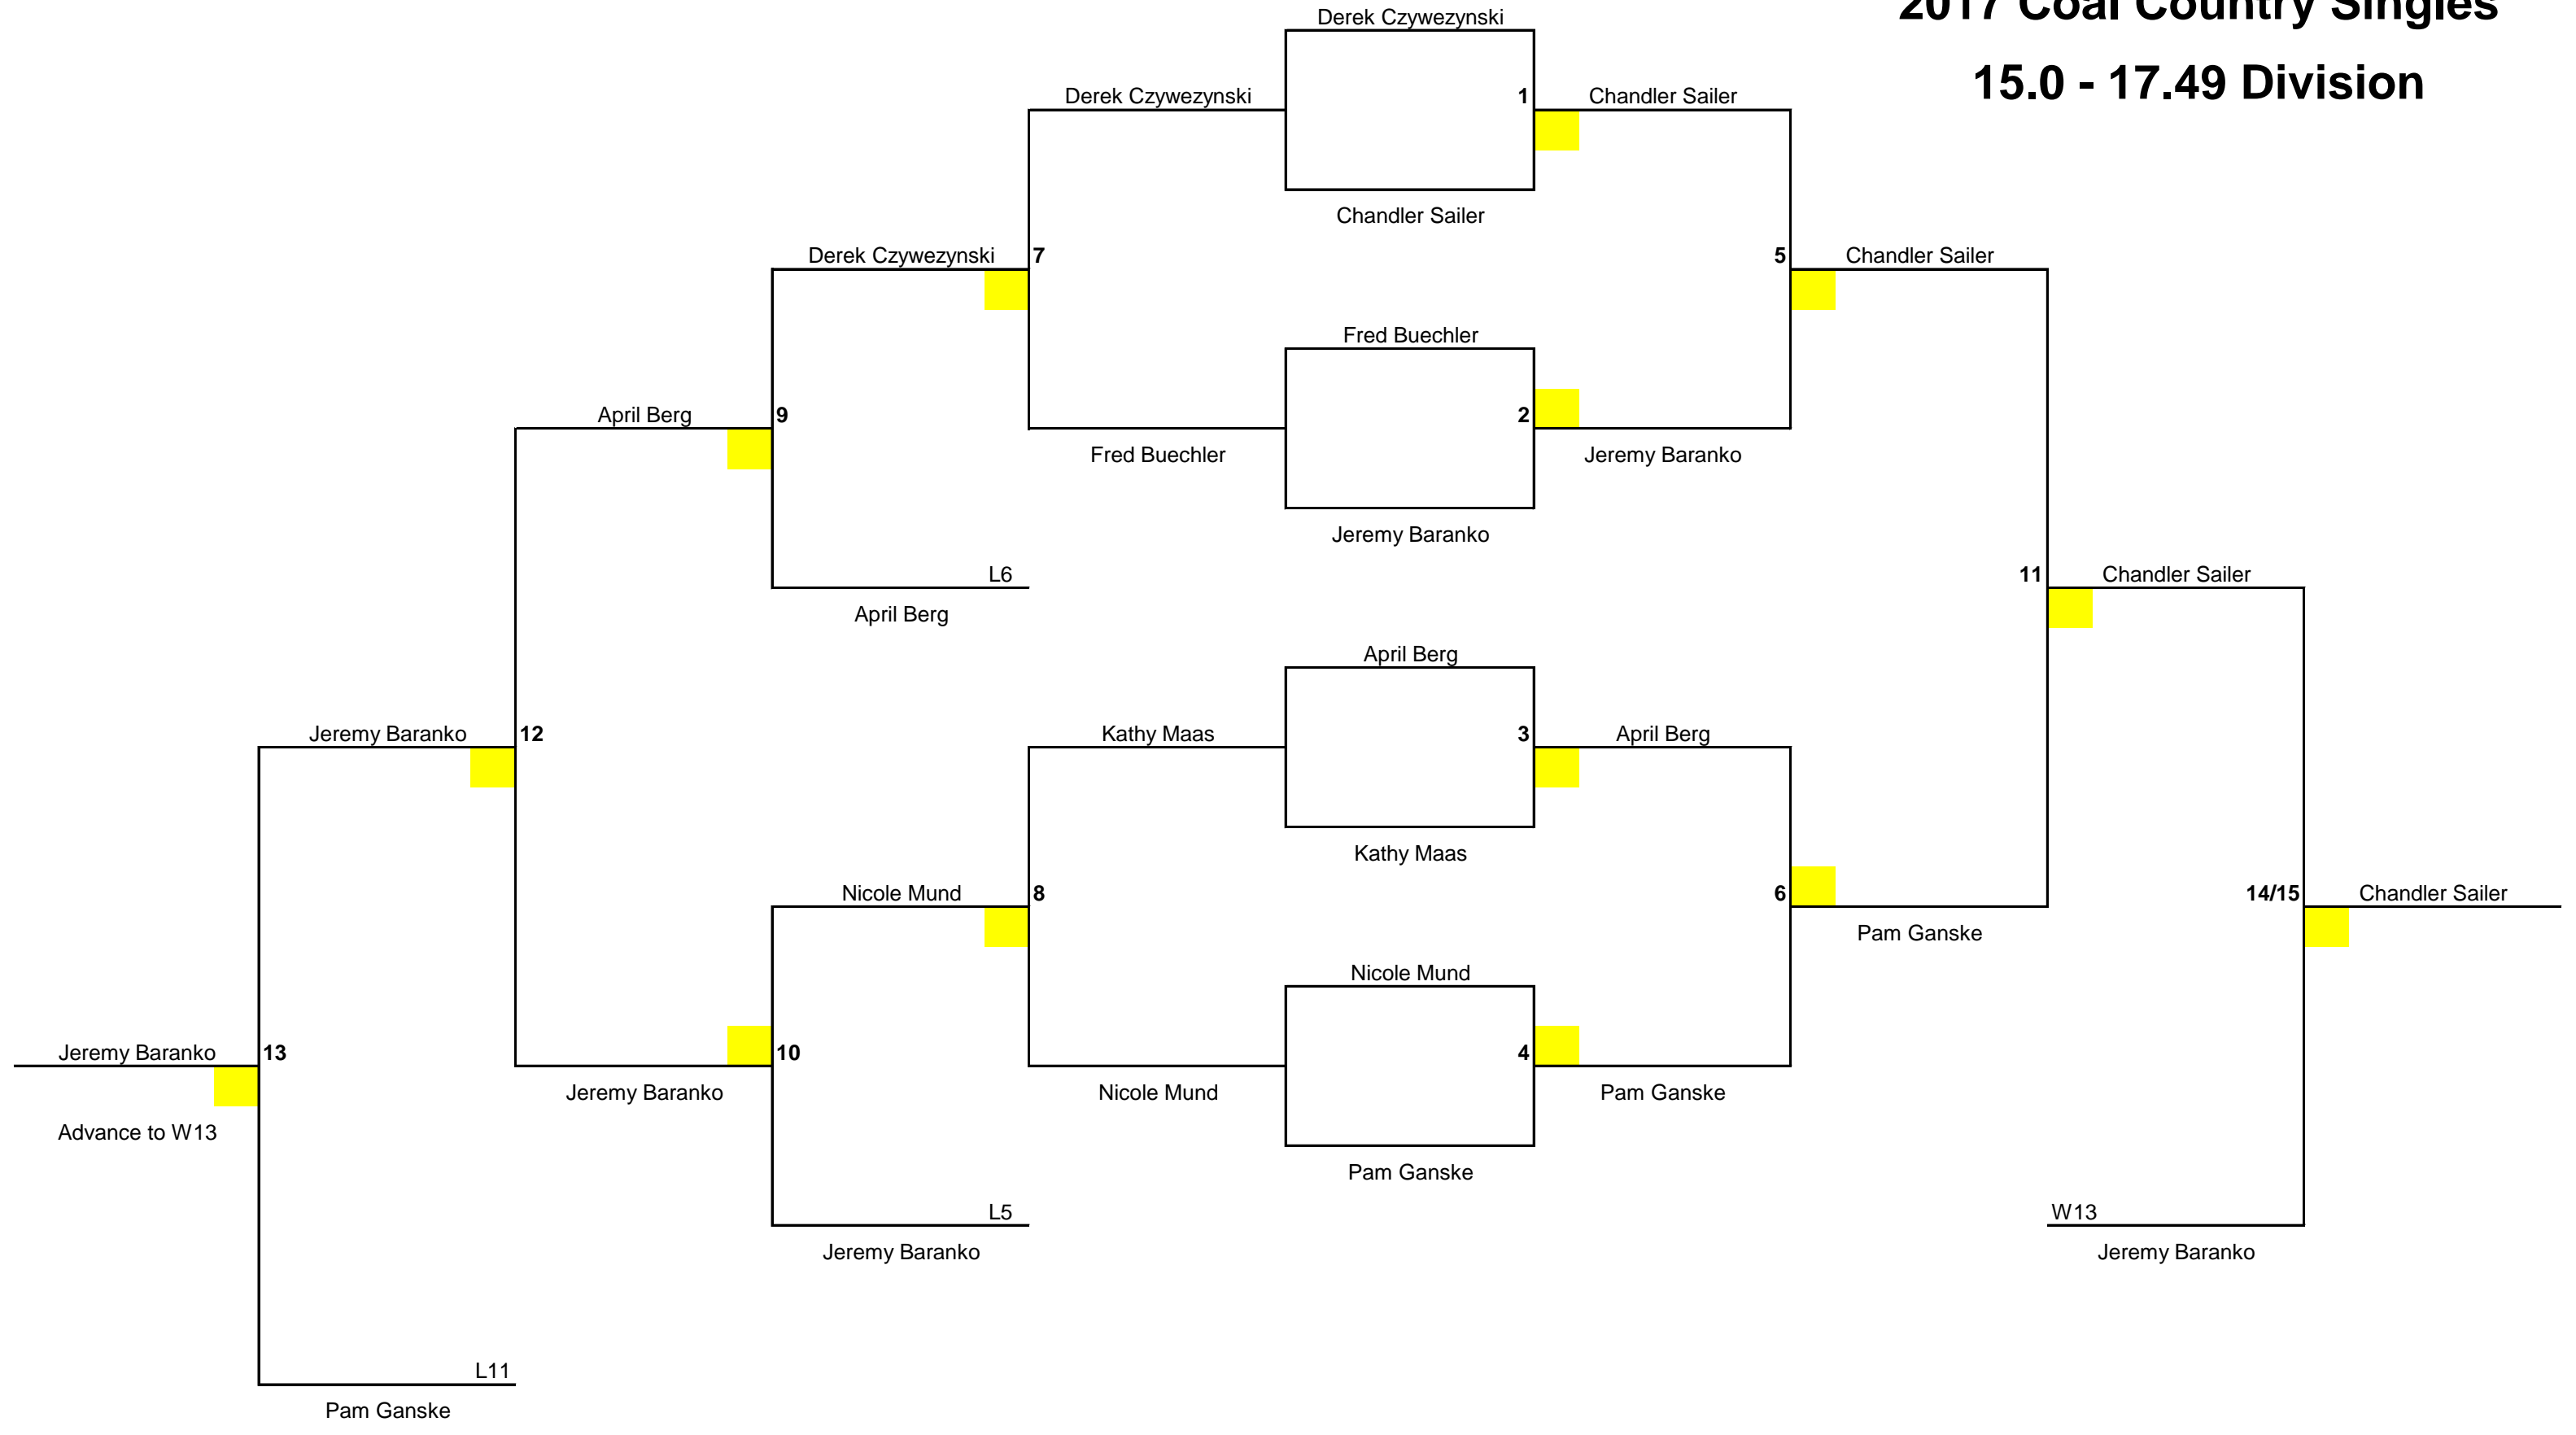 2017 Coal Country Singles
15.0 - 17.49 Division
Derek Czywezynski
Derek Czywezynski
1
Chandler Sailer
Chandler Sailer
Derek Czywezynski
7
5
Chandler Sailer
Fred Buechler
April Berg
9
2
Fred Buechler
Jeremy Baranko
Jeremy Baranko
L6
11
Chandler Sailer
April Berg
April Berg
Jeremy Baranko
12
Kathy Maas
3
April Berg
Kathy Maas
Nicole Mund
8
6
14/15
Chandler Sailer
Pam Ganske
Nicole Mund
Jeremy Baranko
13
10
4
Jeremy Baranko
Nicole Mund
Pam Ganske
Advance to W13
Pam Ganske
L5
W13
Jeremy Baranko
Jeremy Baranko
L11
Pam Ganske